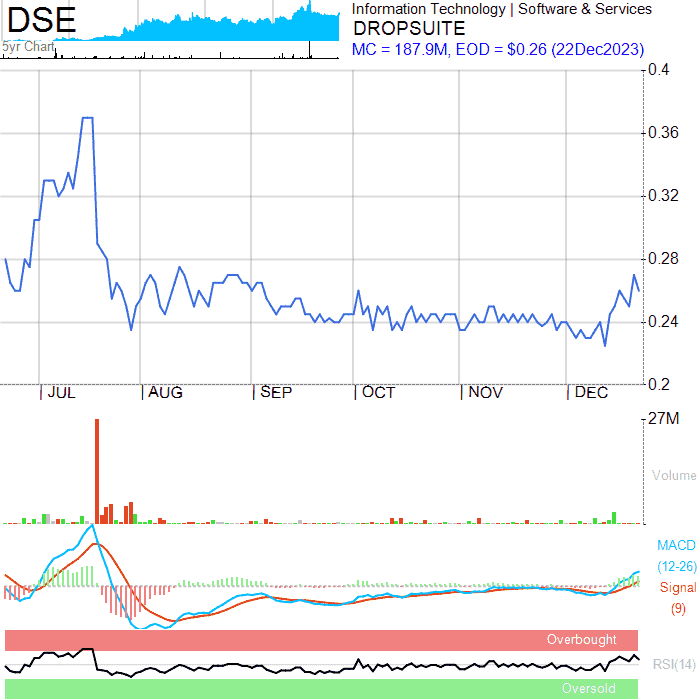 DSE
5yr Chart
Information Technology | Software & Services
DROPSUITE
MC = 187.9M, EOD = $0.26 (22Dec2023)
0.4
0.36
0.32
0.28
0.24
0.2
JUL AUG SEP OCT NOV DEC
27M
Volume
MACD
(12-26)
Signal
(9)
Overbought
RSI(14)
Oversold